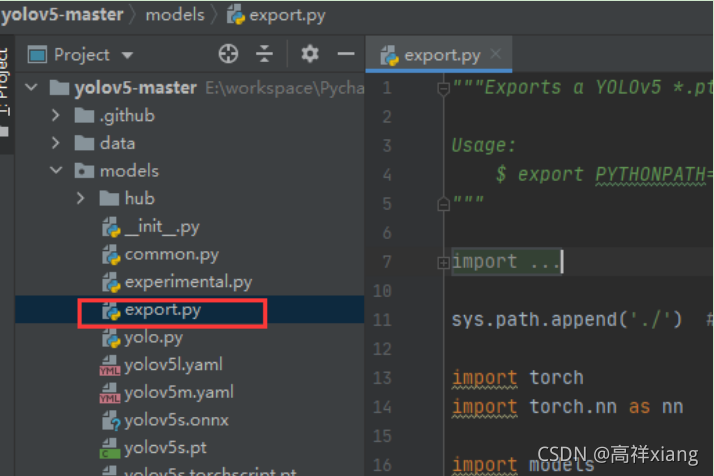 yolov5-master models export.py
Project
export.py
1: Project
yolov5-master E:\workspace\Pycha
.github
data
models
hub
__init__.py
common.py
experimental.py
export.py
yolo.py
yolov5l.yaml
yolov5m.yaml
yolov5s.onnx
yolov5s.pt
yolov5s.torchscript.pt
1 """Exports a YOLOv5 *.pt
2
3 Usage:
4 $ export PYTHONPATH=
5 """
6
7 import ...
10
11 sys.path.append('./') #
12
13 import torch
14 import torch.nn as nn
15
16 import models
CSDN @高祥xiang